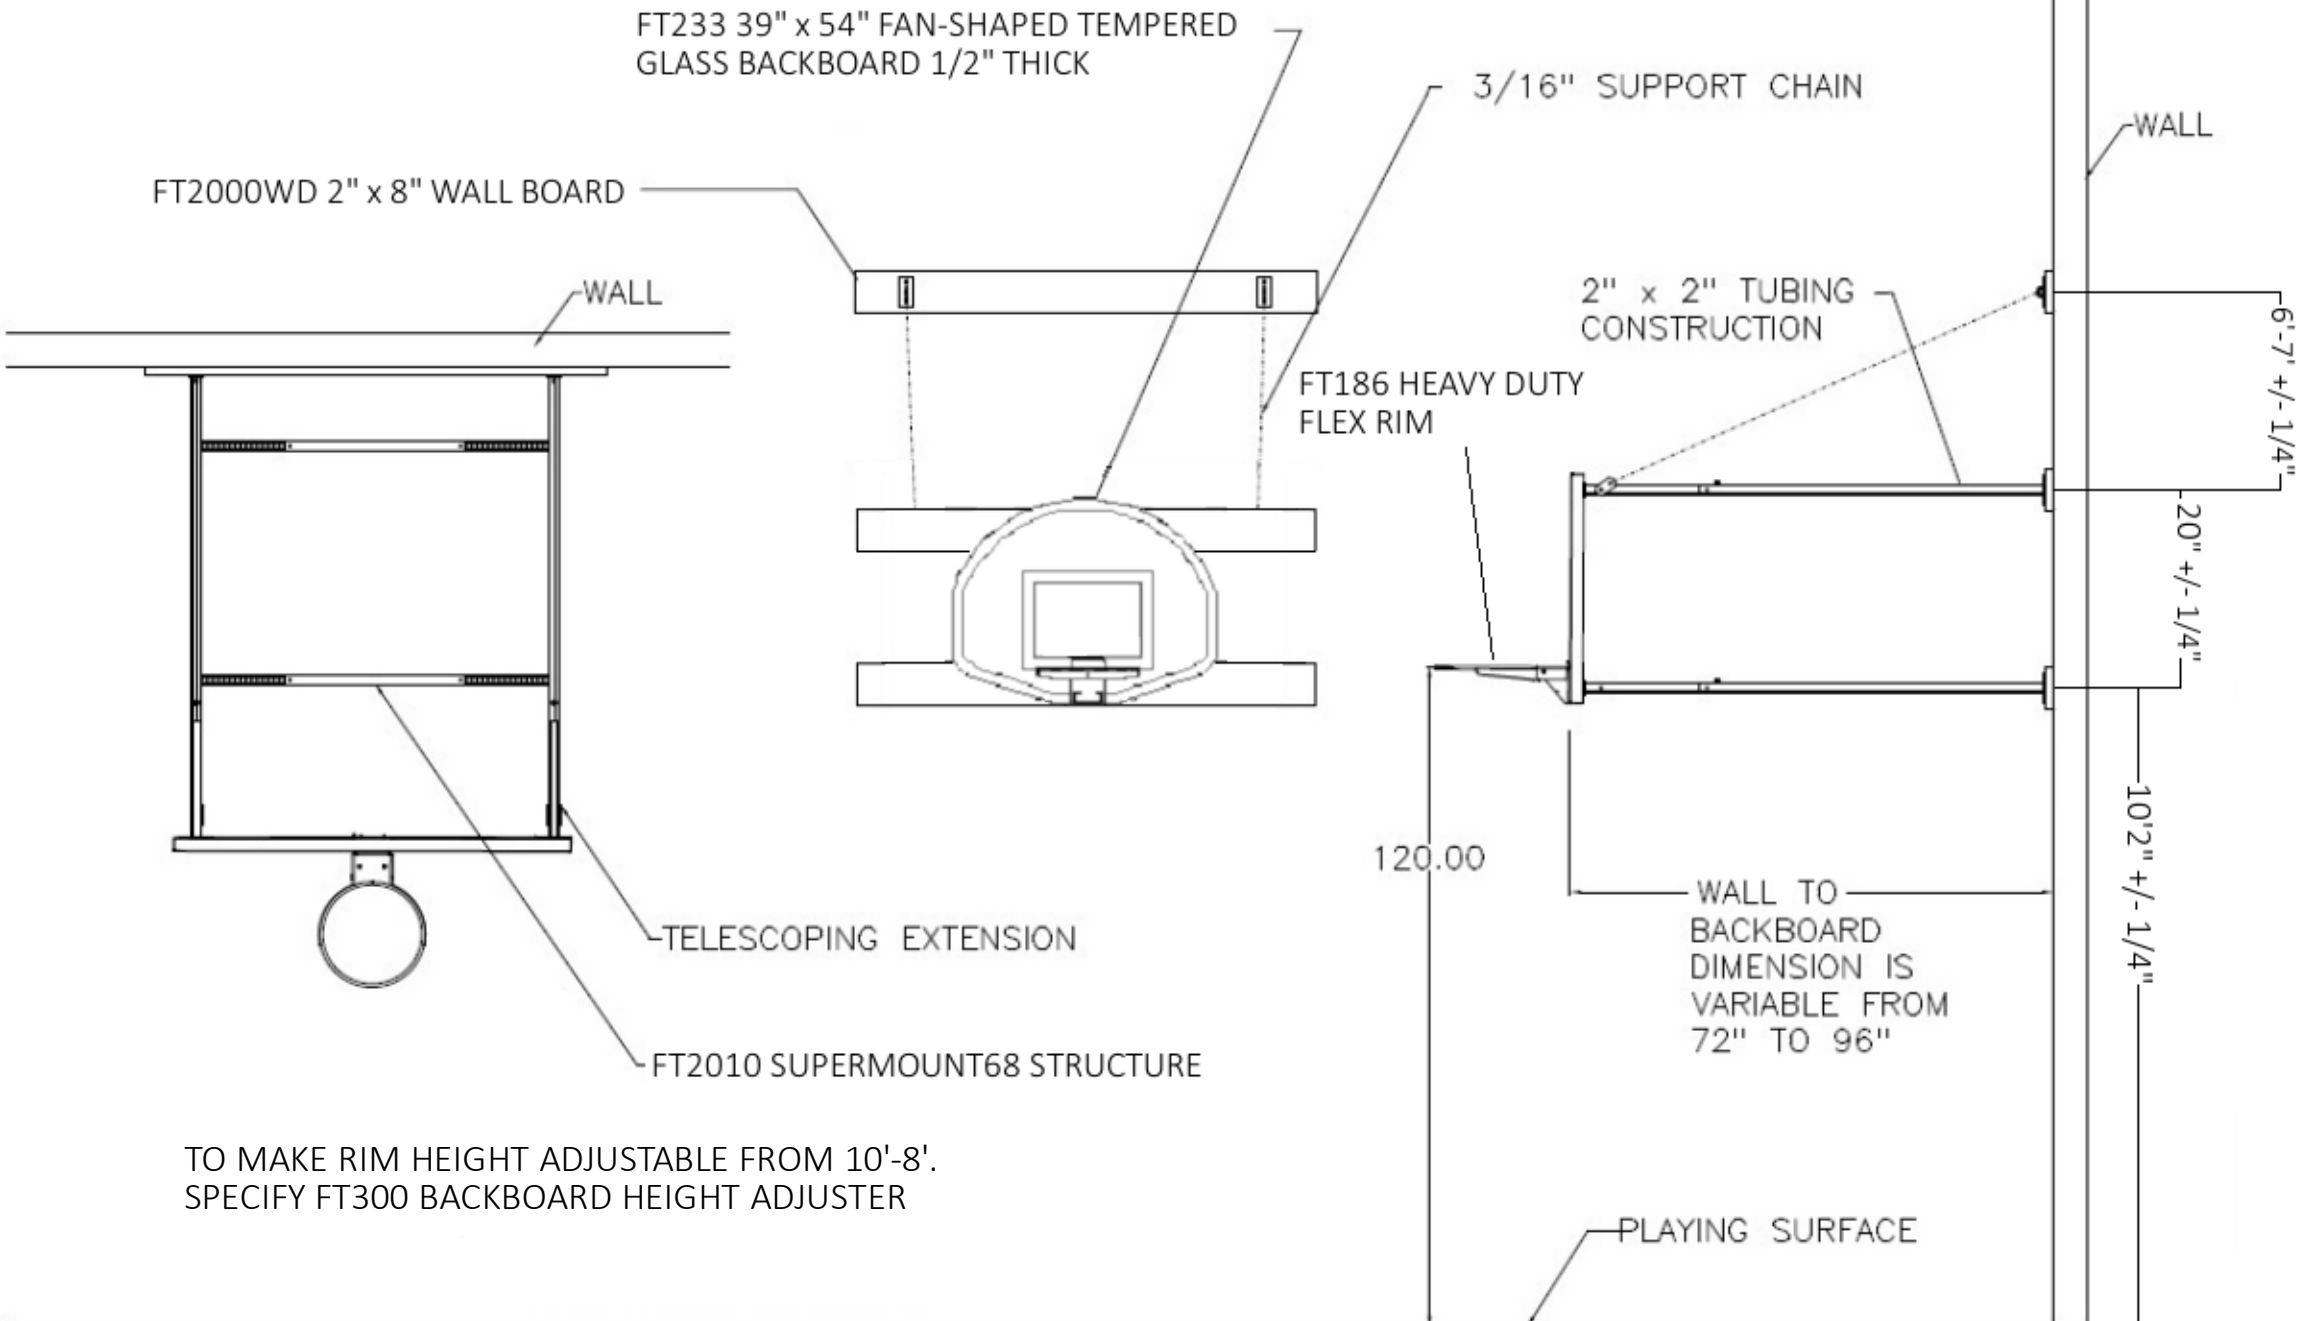 FT233 39" x 54" FAN-SHAPED TEMPERED
GLASS BACKBOARD 1/2" THICK
3/16" SUPPORT CHAIN
WALL
FT2000WD 2" x 8" WALL BOARD
WALL
2" x 2" TUBING
CONSTRUCTION
6'-7' +/- 1/4"
FT186 HEAVY DUTY
FLEX RIM
20" +/- 1/4"
10'2" +/- 1/4"
120.00
WALL TO
BACKBOARD
DIMENSION IS
VARIABLE FROM
72" TO 96"
TELESCOPING EXTENSION
FT2010 SUPERMOUNT68 STRUCTURE
TO MAKE RIM HEIGHT ADJUSTABLE FROM 10'-8'.
SPECIFY FT300 BACKBOARD HEIGHT ADJUSTER
PLAYING SURFACE